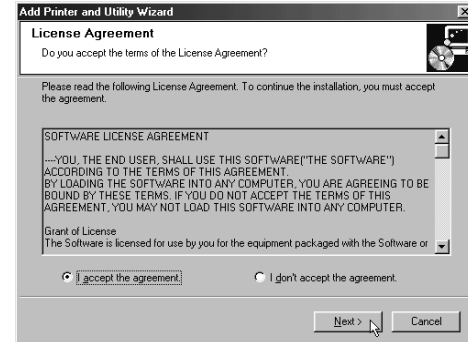 Add Printer and Utility Wizard
License Agreement
Do you accept the terms of the License Agreement?
Please read the following License Agreement. To continue the installation, you must accept
the agreement.
SOFTWARE LICENSE AGREEMENT
----YOU, THE END USER, SHALL USE THIS SOFTWARE("THE SOFTWARE")
ACCORDING TO THE TERMS OF THIS AGREEMENT.
BY LOADING THE SOFTWARE INTO ANY COMPUTER, YOU ARE AGREEING TO BE
BOUND BY THESE TERMS. IF YOU DO NOT ACCEPT THE TERMS OF THIS
AGREEMENT, YOU MAY NOT LOAD THIS SOFTWARE INTO ANY COMPUTER.
Grant of License
The Software is licensed for use by you for the equipment packaged with the Software or
I accept the agreement. I don't accept the agreement.
Next > Cancel